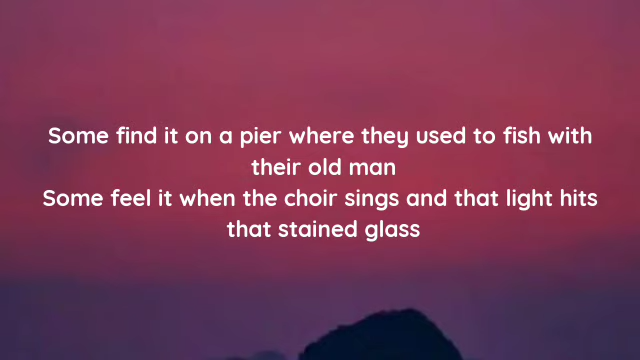 Some find it on a pier where they used to fish with
their old man
Some feel it when the choir sings and that light hits
that stained glass